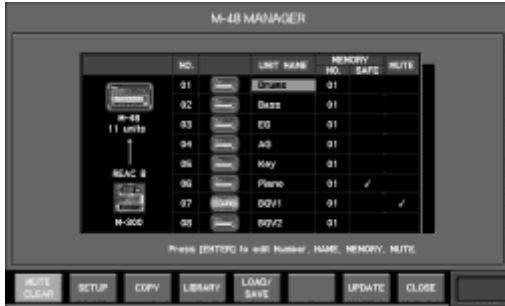 M-48 MANAGER
NO. UNIT NAME MEMORY NO. SAFE MUTE
01 Drums 01
02 Bass 01
03 EG 01
04 AG 01
05 Key 01
06 Piano 01 ✓
07 BGV1 01 ✓
08 BGV2 01
M-48
11 units
REAC B
M-300
Press [ENTER] to edit Number, NAME, MEMORY, MUTE.
MUTE CLEAR SETUP COPY LIBRARY LOAD/SAVE UPDATE CLOSE